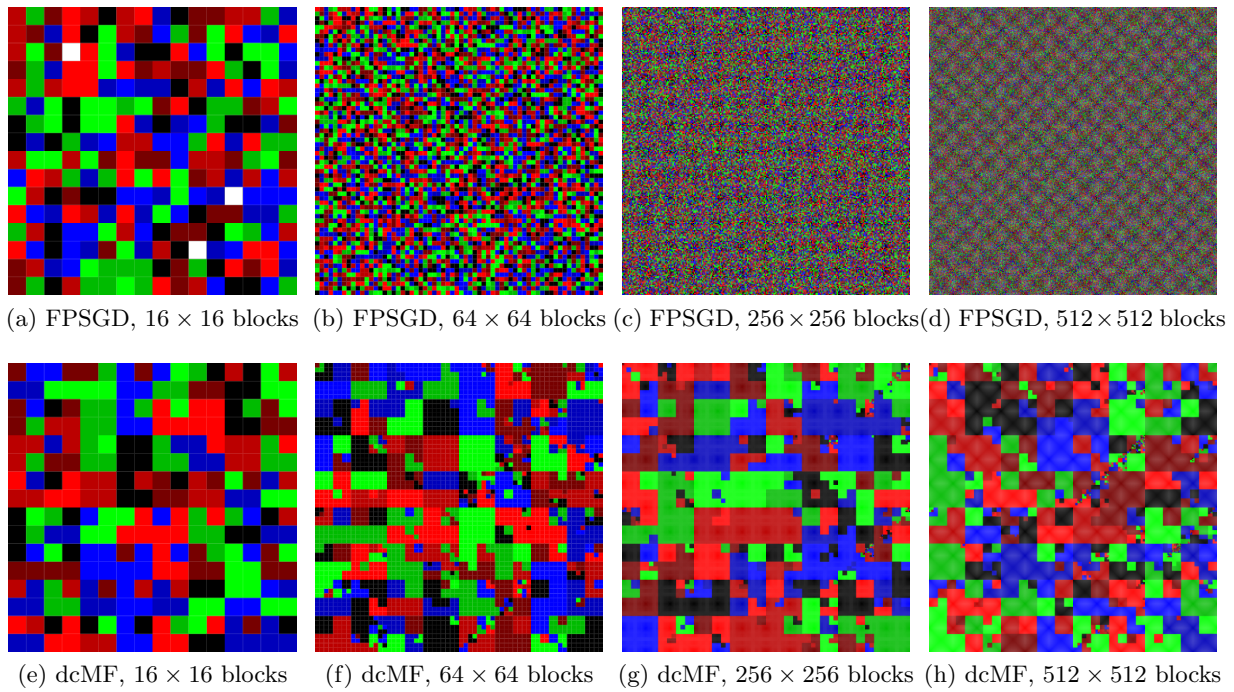 (a) FPSGD, 16 × 16 blocks
(b) FPSGD, 64 × 64 blocks
(c) FPSGD, 256×256 blocks
(d) FPSGD, 512×512 blocks
(e) dcMF, 16 × 16 blocks
(f) dcMF, 64 × 64 blocks
(g) dcMF, 256 × 256 blocks
(h) dcMF, 512 × 512 blocks